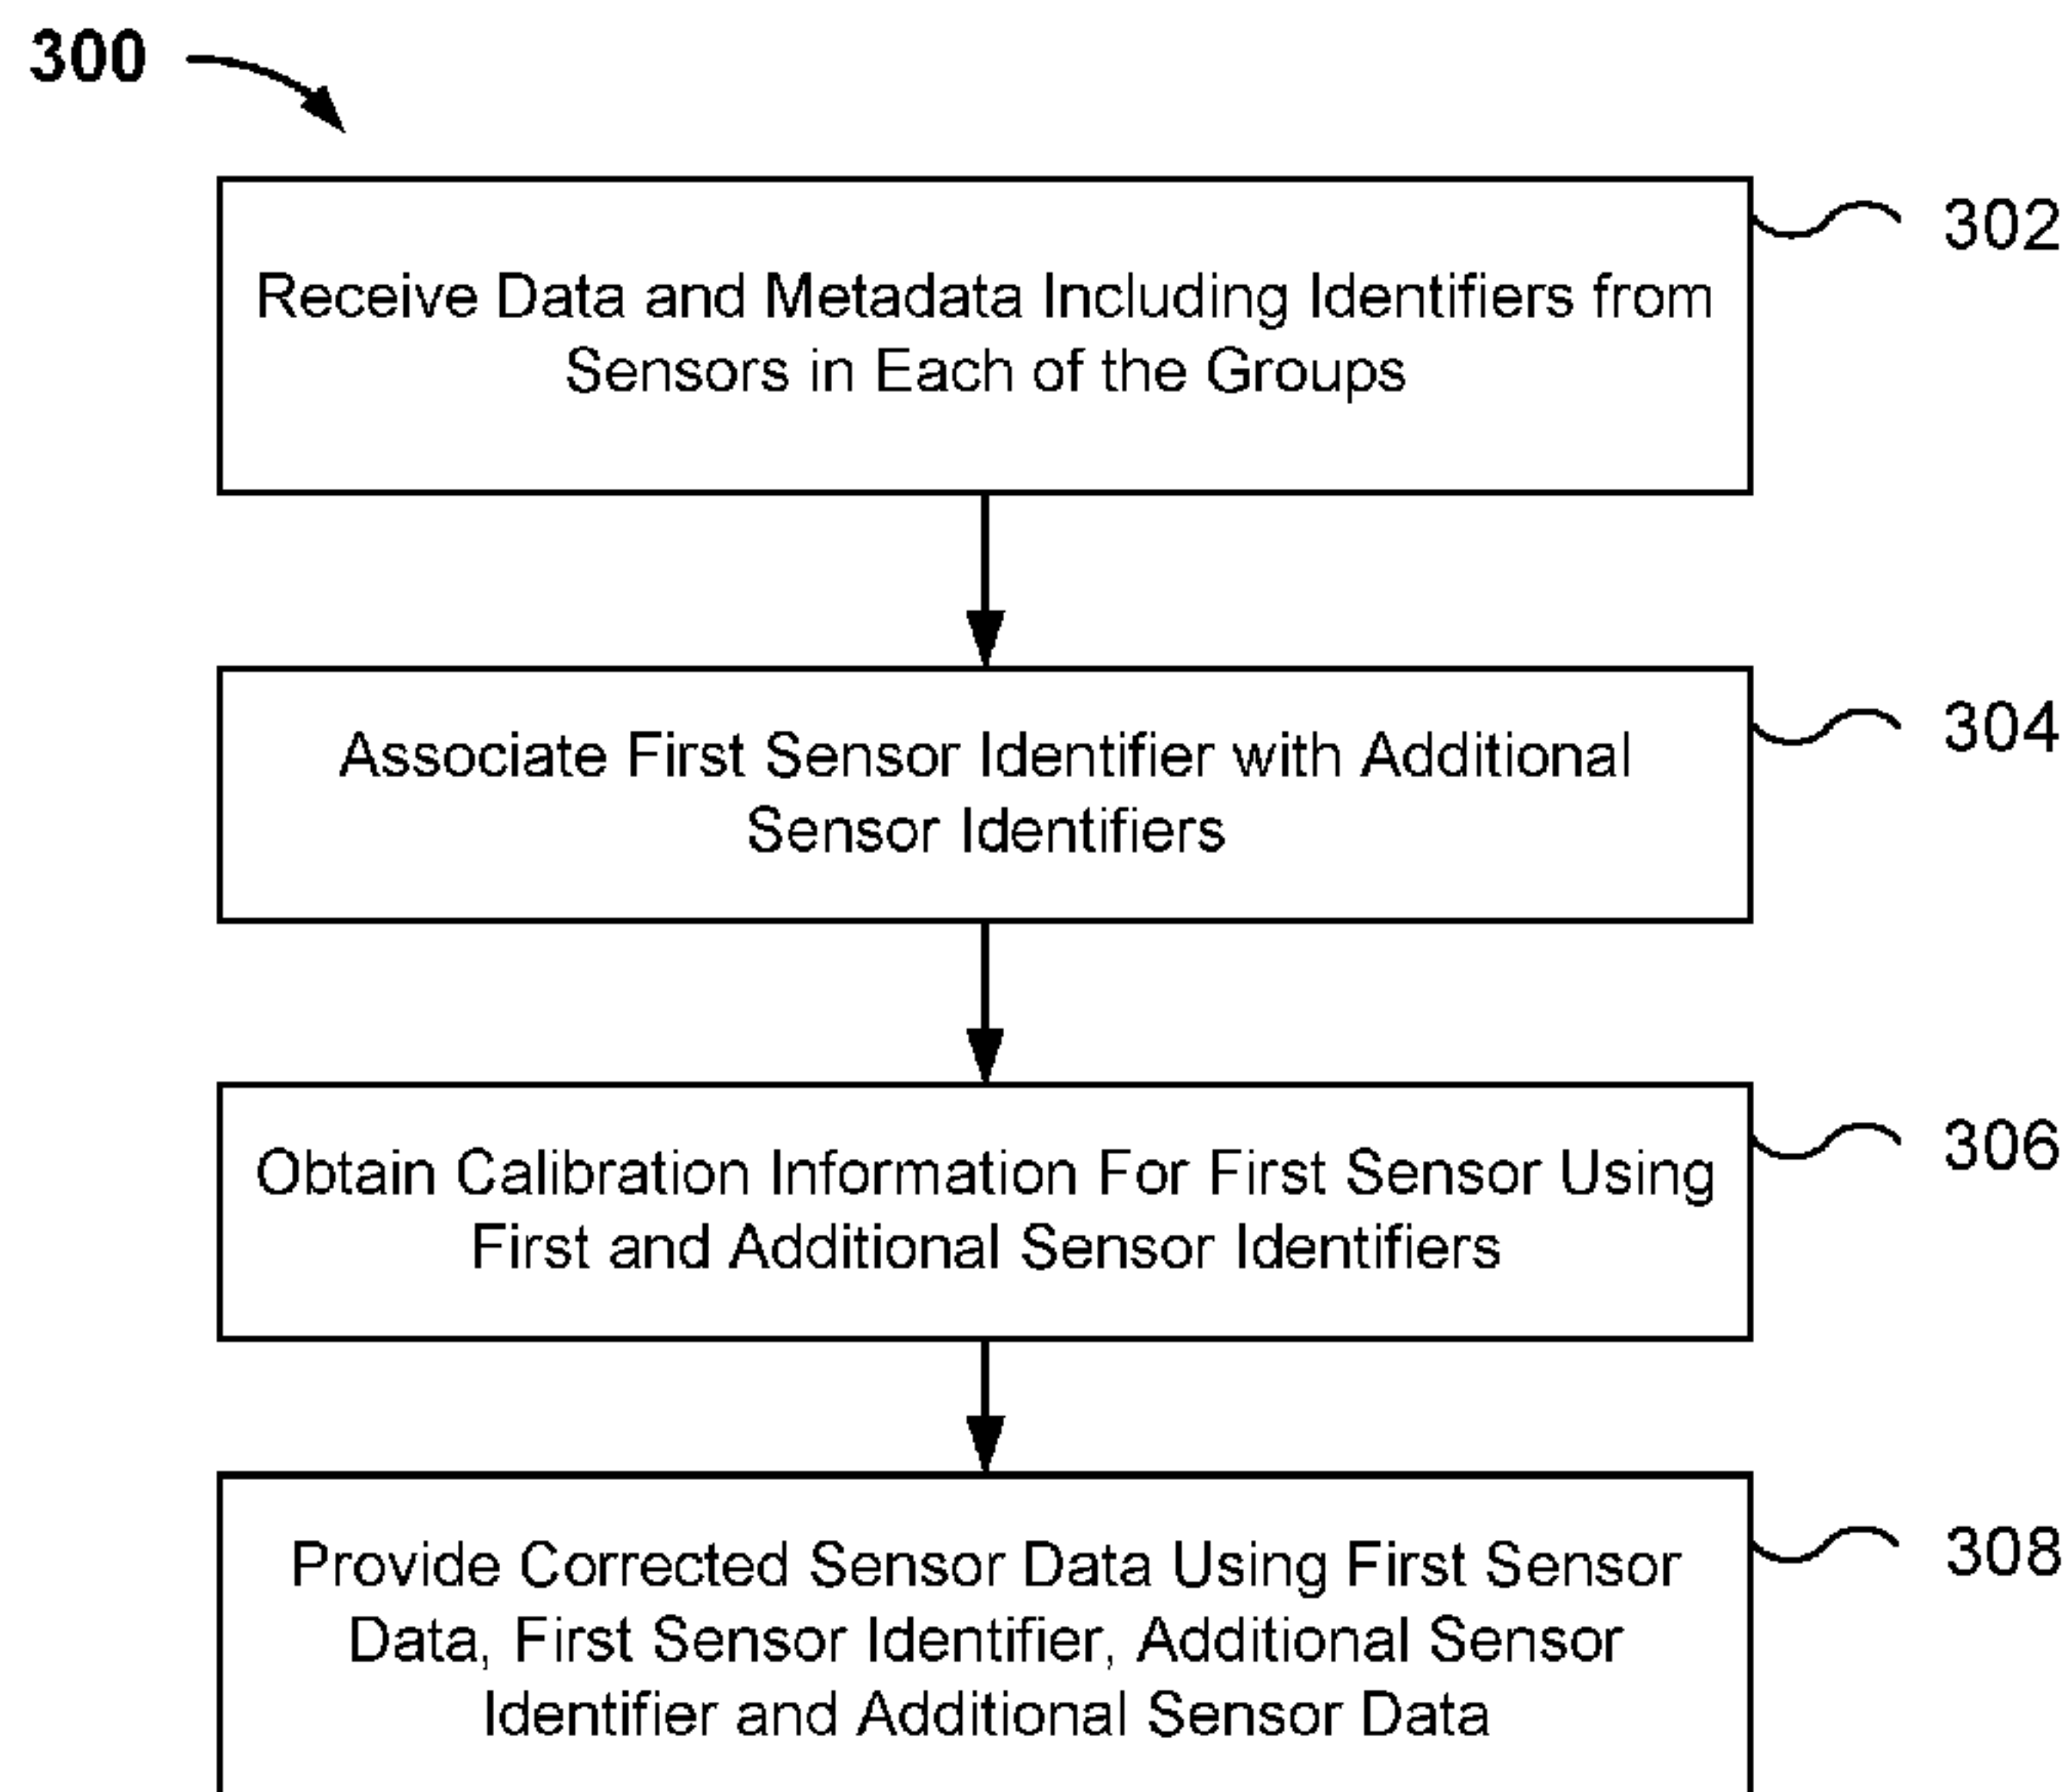 300
302
Receive Data and Metadata Including Identifiers from
Sensors in Each of the Groups
304
Associate First Sensor Identifier with Additional
Sensor Identifiers
306
Obtain Calibration Information For First Sensor Using
First and Additional Sensor Identifiers
308
Provide Corrected Sensor Data Using First Sensor
Data, First Sensor Identifier, Additional Sensor
Identifier and Additional Sensor Data